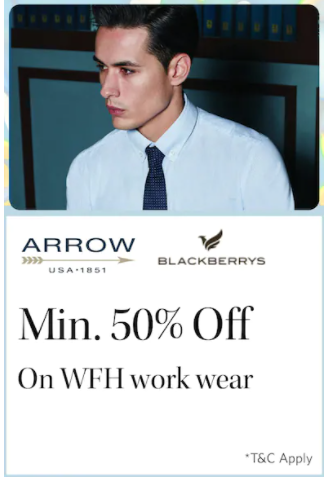 ARROW
USA•1851
BLACKBERRYS
Min. 50% Off
On WFH work wear
*T&C Apply